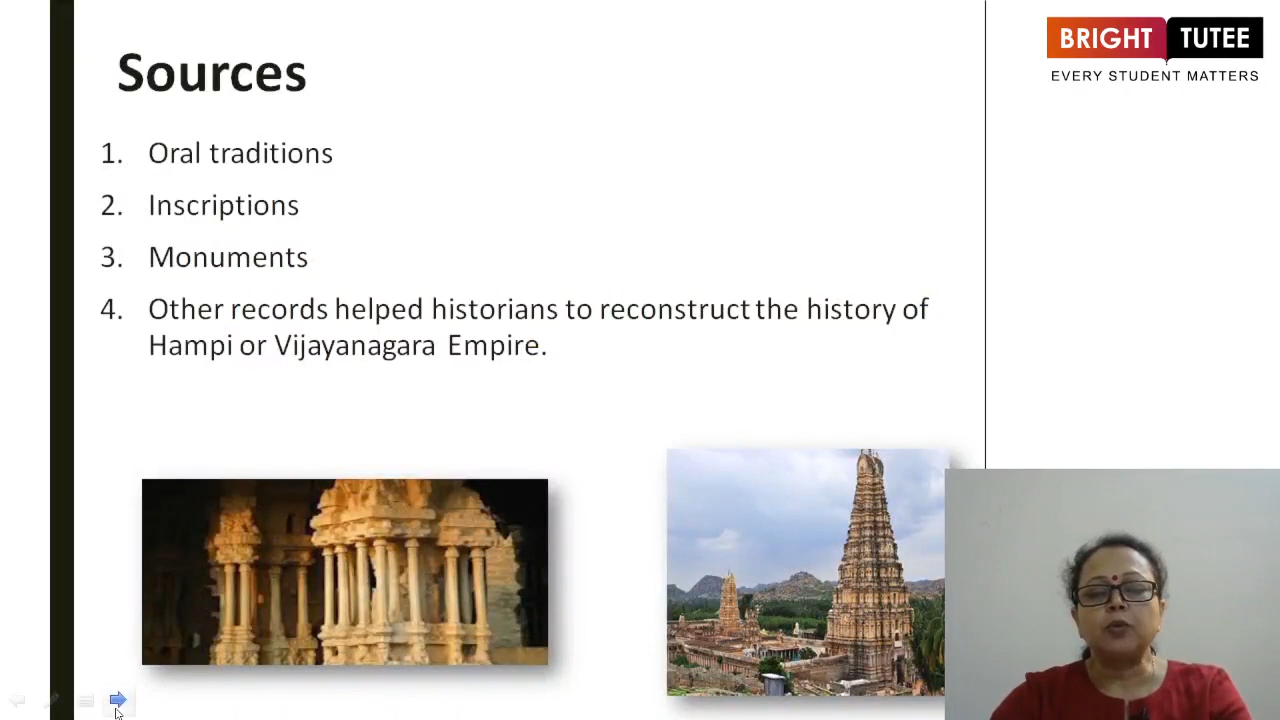 Sources
BRIGHT TUTEE
EVERY STUDENT MATTERS
1. Oral traditions
2. Inscriptions
3. Monuments
4. Other records helped historians to reconstruct the history of
Hampi or Vijayanagara Empire.